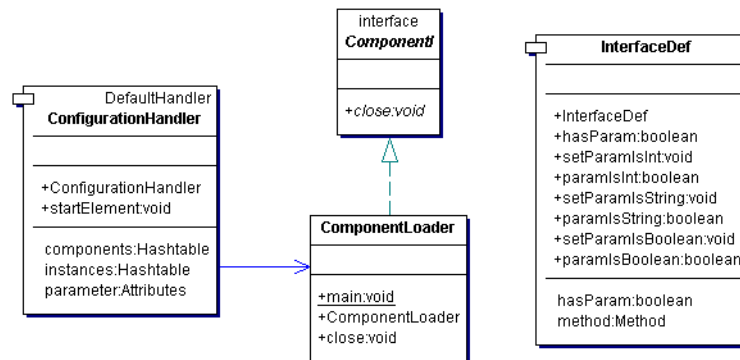 interface
ComponentI
+close:void
DefaultHandler
ConfigurationHandler
+ConfigurationHandler
+startElement:void
components:Hashtable
instances:Hashtable
parameter:Attributes
ComponentLoader
+main:void
+ComponentLoader
+close:void
InterfaceDef
+InterfaceDef
+hasParam:boolean
+setParamIsInt:void
+paramIsInt:boolean
+setParamIsString:void
+paramIsString:boolean
+setParamIsBoolean:void
+paramIsBoolean:boolean
hasParam:boolean
method:Method